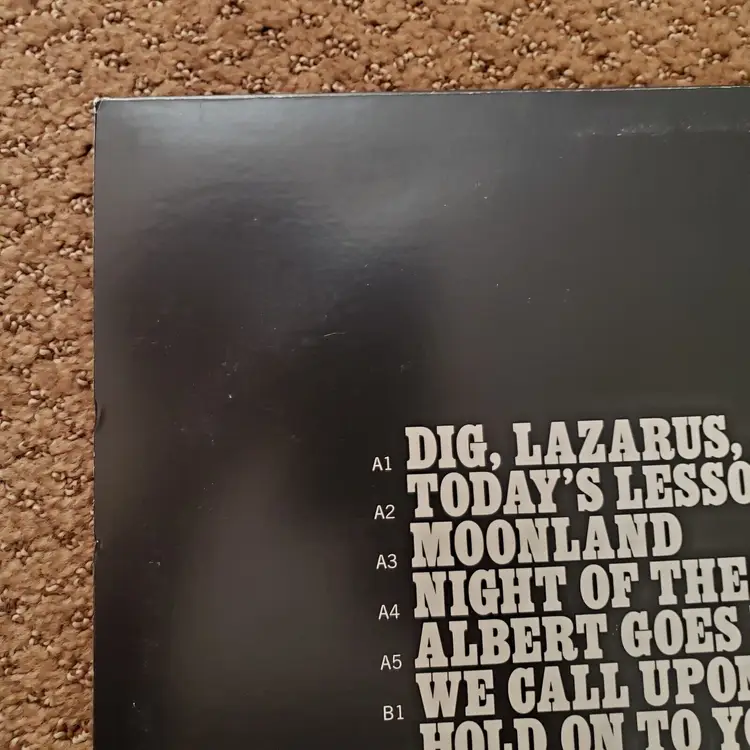 A1 DIG, LAZARUS,
A2 TODAY'S LESSO
A3 MOONLAND
A4 NIGHT OF THE
A5 ALBERT GOES
B1 WE CALL UPON
HOLD ON TO YO